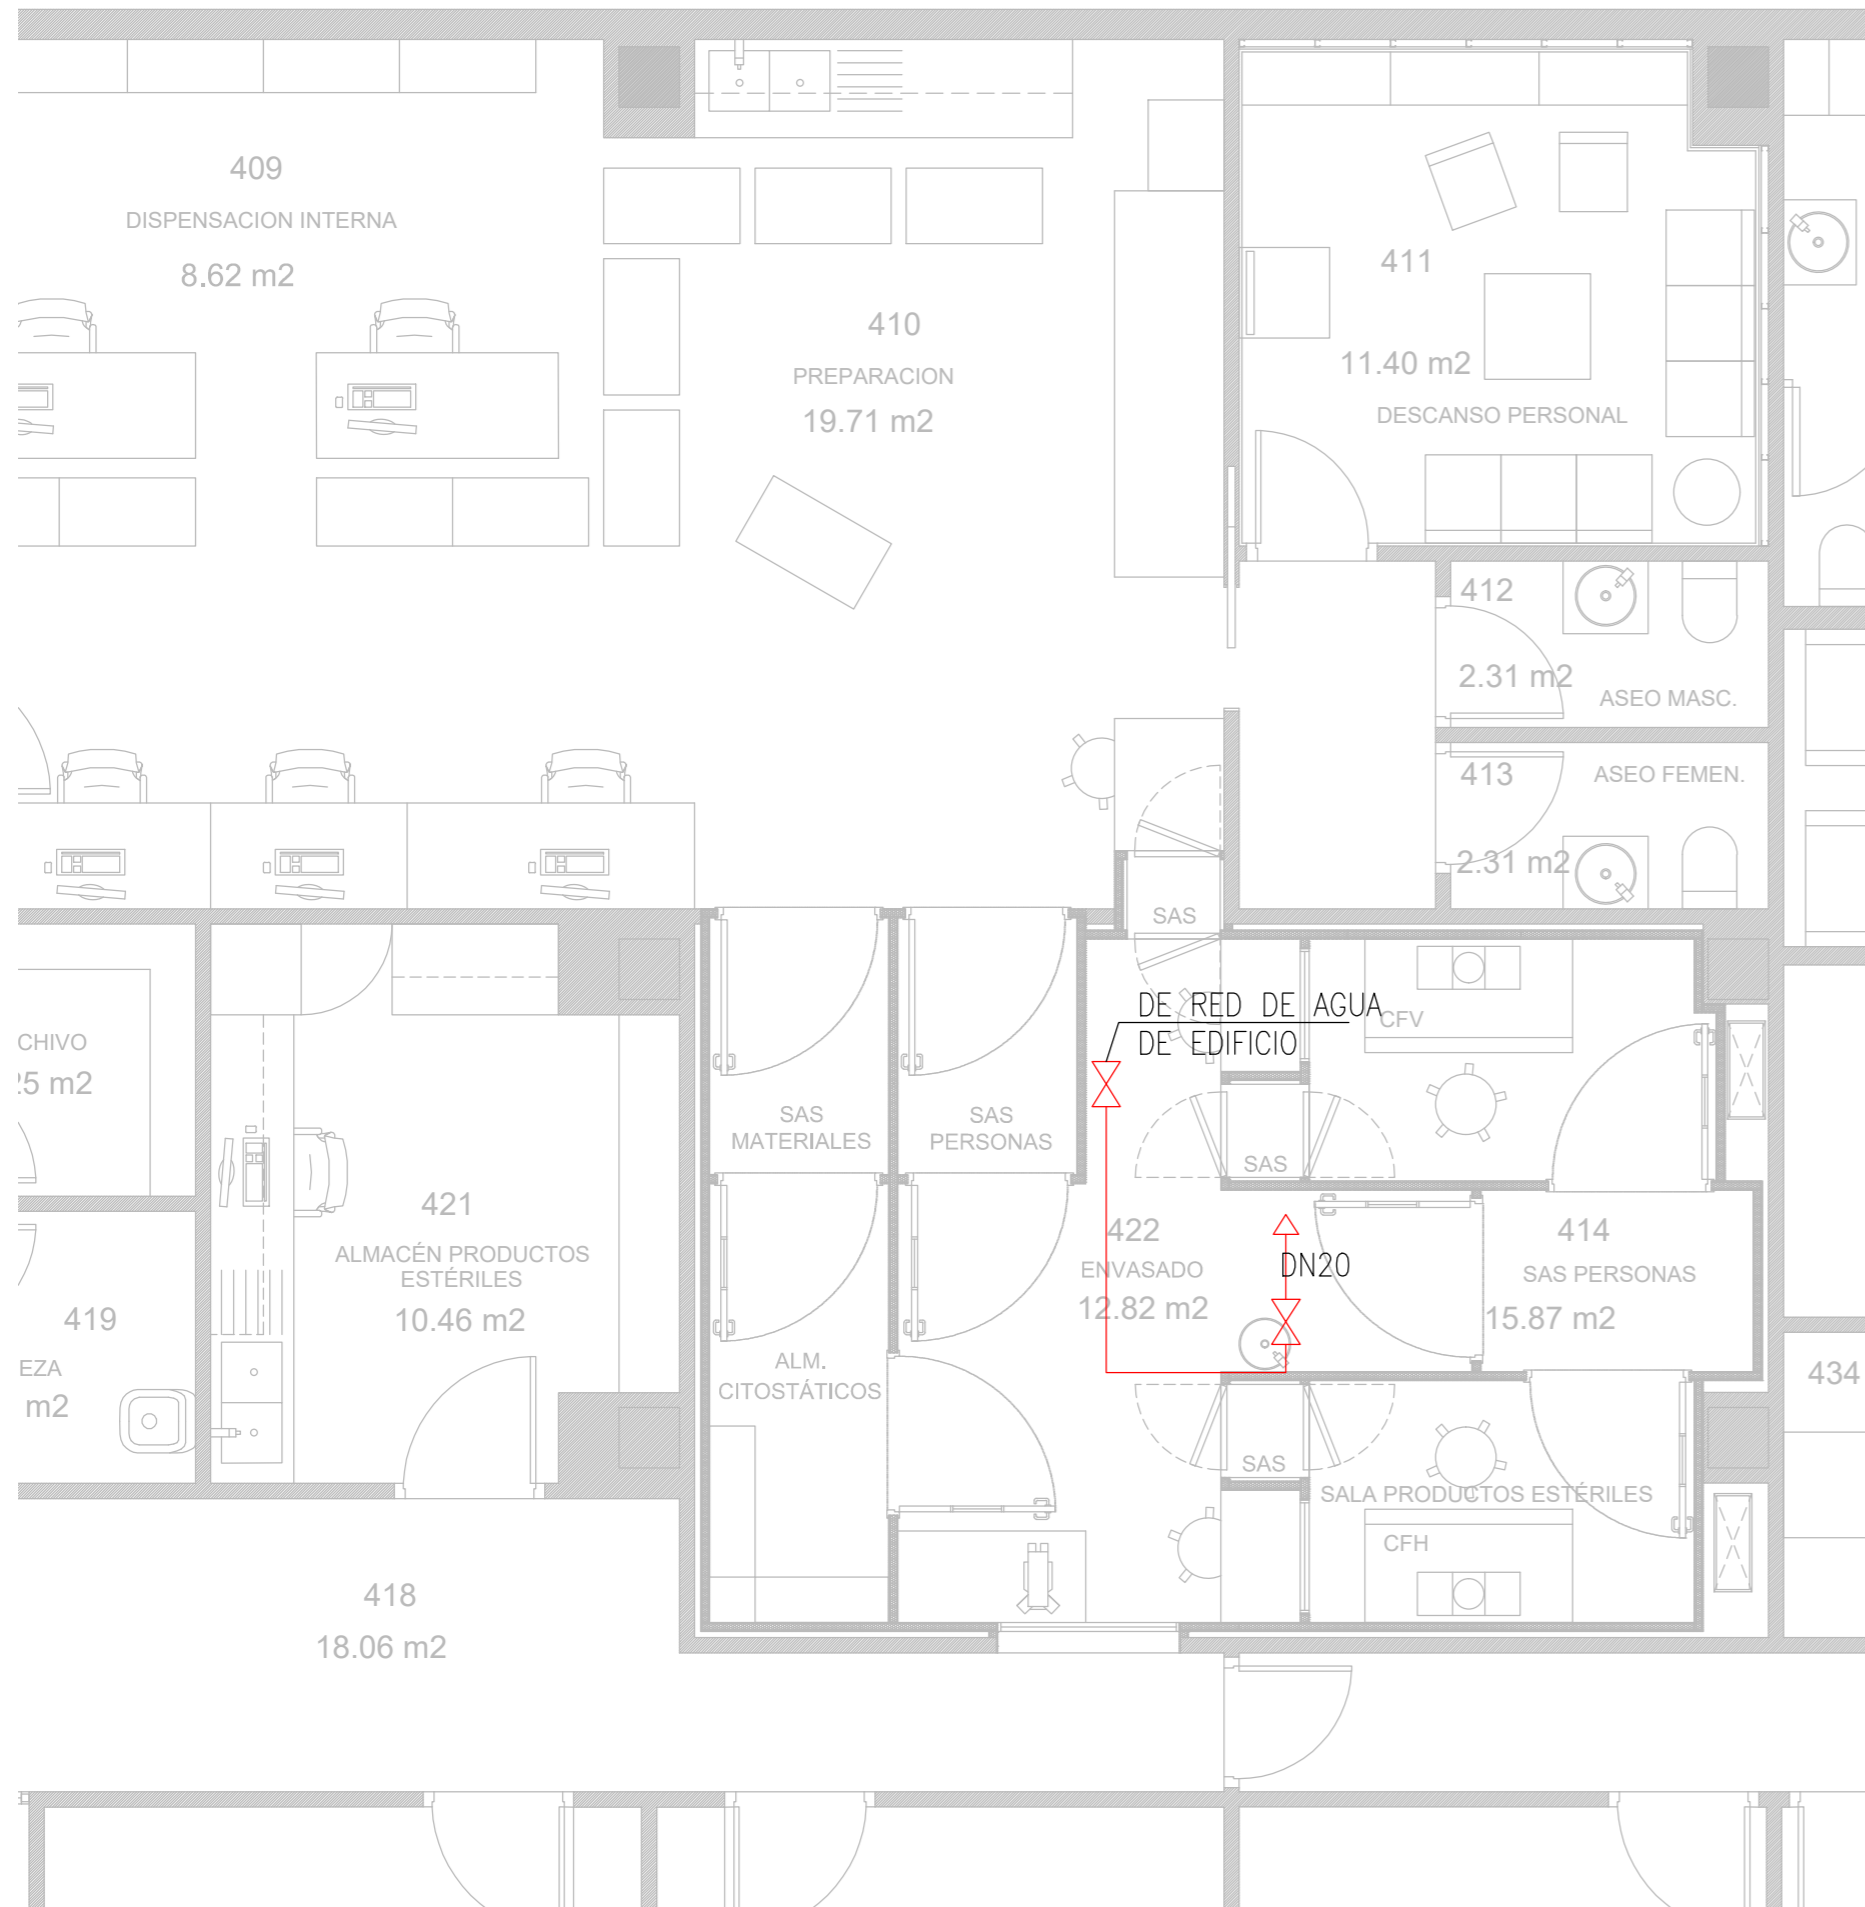 409
DISPENSACION INTERNA
8.62 m2
410
PREPARACION
19.71 m2
411
11.40 m2
DESCANSO PERSONAL
412
2.31 m2
ASEO MASC.
413
ASEO FEMEN.
2.31 m2
SAS
DE RED DE AGUA
DE EDIFICIO
CFV
CHIVO
25 m2
SAS
MATERIALES
SAS
PERSONAS
SAS
421
ALMACÉN PRODUCTOS
ESTÉRILES
10.46 m2
422
ENVASADO
12.82 m2
DN20
414
SAS PERSONAS
15.87 m2
419
EZA
m2
ALM.
CITOSTÁTICOS
434
SAS
SALA PRODUCTOS ESTÉRILES
CFH
418
18.06 m2